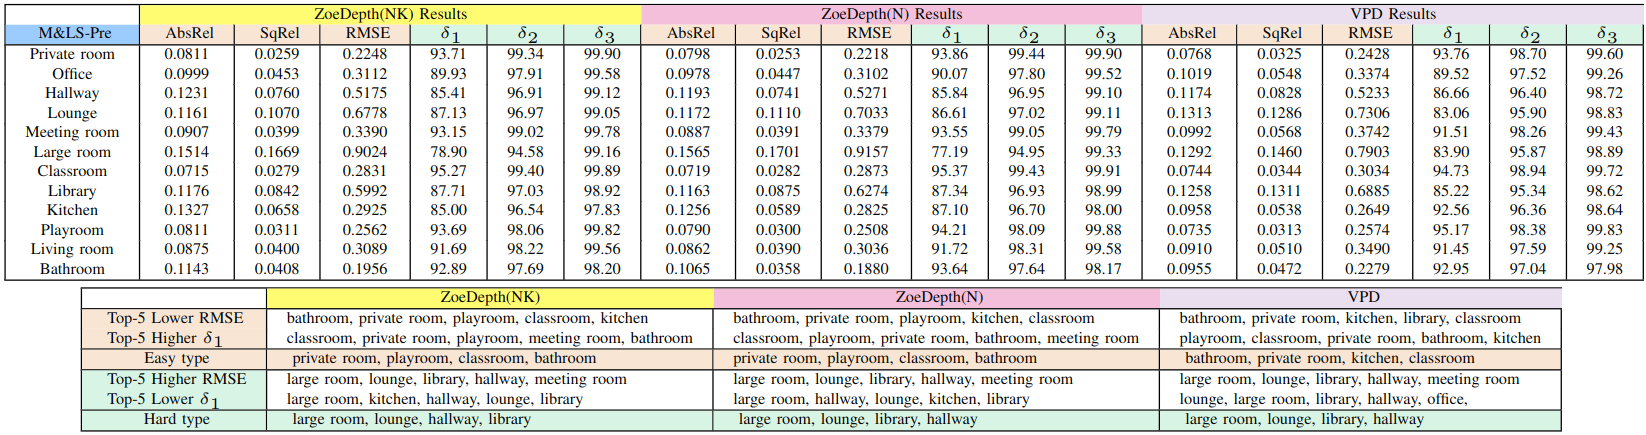 ZoeDepth(NK) Results ZoeDepth(N) Results VPD Results
M&LS-Pre AbsRel SqRel RMSE δ1 δ2 δ3 AbsRel SqRel RMSE δ1 δ2 δ3 AbsRel SqRel RMSE δ1 δ2 δ3
Private room 0.0811 0.0259 0.2248 93.71 99.34 99.90 0.0798 0.0253 0.2218 93.86 99.44 99.90 0.0768 0.0325 0.2428 93.76 98.70 99.60
Office 0.0999 0.0453 0.3112 89.93 97.91 99.58 0.0978 0.0447 0.3102 90.07 97.80 99.52 0.1019 0.0548 0.3374 89.52 97.52 99.26
Hallway 0.1231 0.0760 0.5175 85.41 96.91 99.12 0.1193 0.0741 0.5271 85.84 96.95 99.10 0.1174 0.0828 0.5233 86.66 96.40 98.72
Lounge 0.1161 0.1070 0.6778 87.13 96.97 99.05 0.1172 0.1110 0.7033 86.61 97.02 99.11 0.1313 0.1286 0.7306 83.06 95.90 98.83
Meeting room 0.0907 0.0399 0.3390 93.15 99.02 99.78 0.0887 0.0391 0.3379 93.55 99.05 99.79 0.0992 0.0568 0.3742 91.51 98.26 99.43
Large room 0.1514 0.1669 0.9024 78.90 94.58 99.16 0.1565 0.1701 0.9157 77.19 94.95 99.33 0.1292 0.1460 0.7903 83.90 95.87 98.89
Classroom 0.0715 0.0279 0.2831 95.27 99.40 99.89 0.0719 0.0282 0.2873 95.37 99.43 99.91 0.0744 0.0344 0.3034 94.73 98.94 99.72
Library 0.1176 0.0842 0.5992 87.71 97.03 98.92 0.1163 0.0875 0.6274 87.34 96.93 98.99 0.1258 0.1311 0.6885 85.22 95.34 98.62
Kitchen 0.1327 0.0658 0.2925 85.00 96.54 97.83 0.1256 0.0589 0.2825 87.10 96.70 98.00 0.0958 0.0538 0.2649 92.56 96.36 98.64
Playroom 0.0811 0.0311 0.2562 93.69 98.06 99.82 0.0790 0.0300 0.2508 94.21 98.09 99.88 0.0735 0.0313 0.2574 95.17 98.38 99.83
Living room 0.0875 0.0400 0.3089 91.69 98.22 99.56 0.0862 0.0390 0.3036 91.72 98.31 99.58 0.0910 0.0510 0.3490 91.45 97.59 99.25
Bathroom 0.1143 0.0408 0.1956 92.89 97.69 98.20 0.1065 0.0358 0.1880 93.64 97.64 98.17 0.0955 0.0472 0.2279 92.95 97.04 97.98
ZoeDepth(NK) ZoeDepth(N) VPD
Top-5 Lower RMSE bathroom, private room, playroom, classroom, kitchen bathroom, private room, playroom, kitchen, classroom bathroom, private room, kitchen, library, classroom
Top-5 Higher δ1 classroom, private room, playroom, meeting room, bathroom classroom, playroom, private room, bathroom, meeting room playroom, classroom, private room, bathroom, kitchen
Easy type private room, playroom, classroom, bathroom private room, playroom, classroom, bathroom bathroom, private room, kitchen, classroom
Top-5 Higher RMSE large room, lounge, library, hallway, meeting room large room, lounge, library, hallway, meeting room large room, lounge, library, hallway, meeting room
Top-5 Lower δ1 large room, kitchen, hallway, lounge, library large room, hallway, lounge, kitchen, library lounge, large room, library, hallway, office,
Hard type large room, lounge, hallway, library large room, lounge, library, hallway large room, lounge, library, hallway